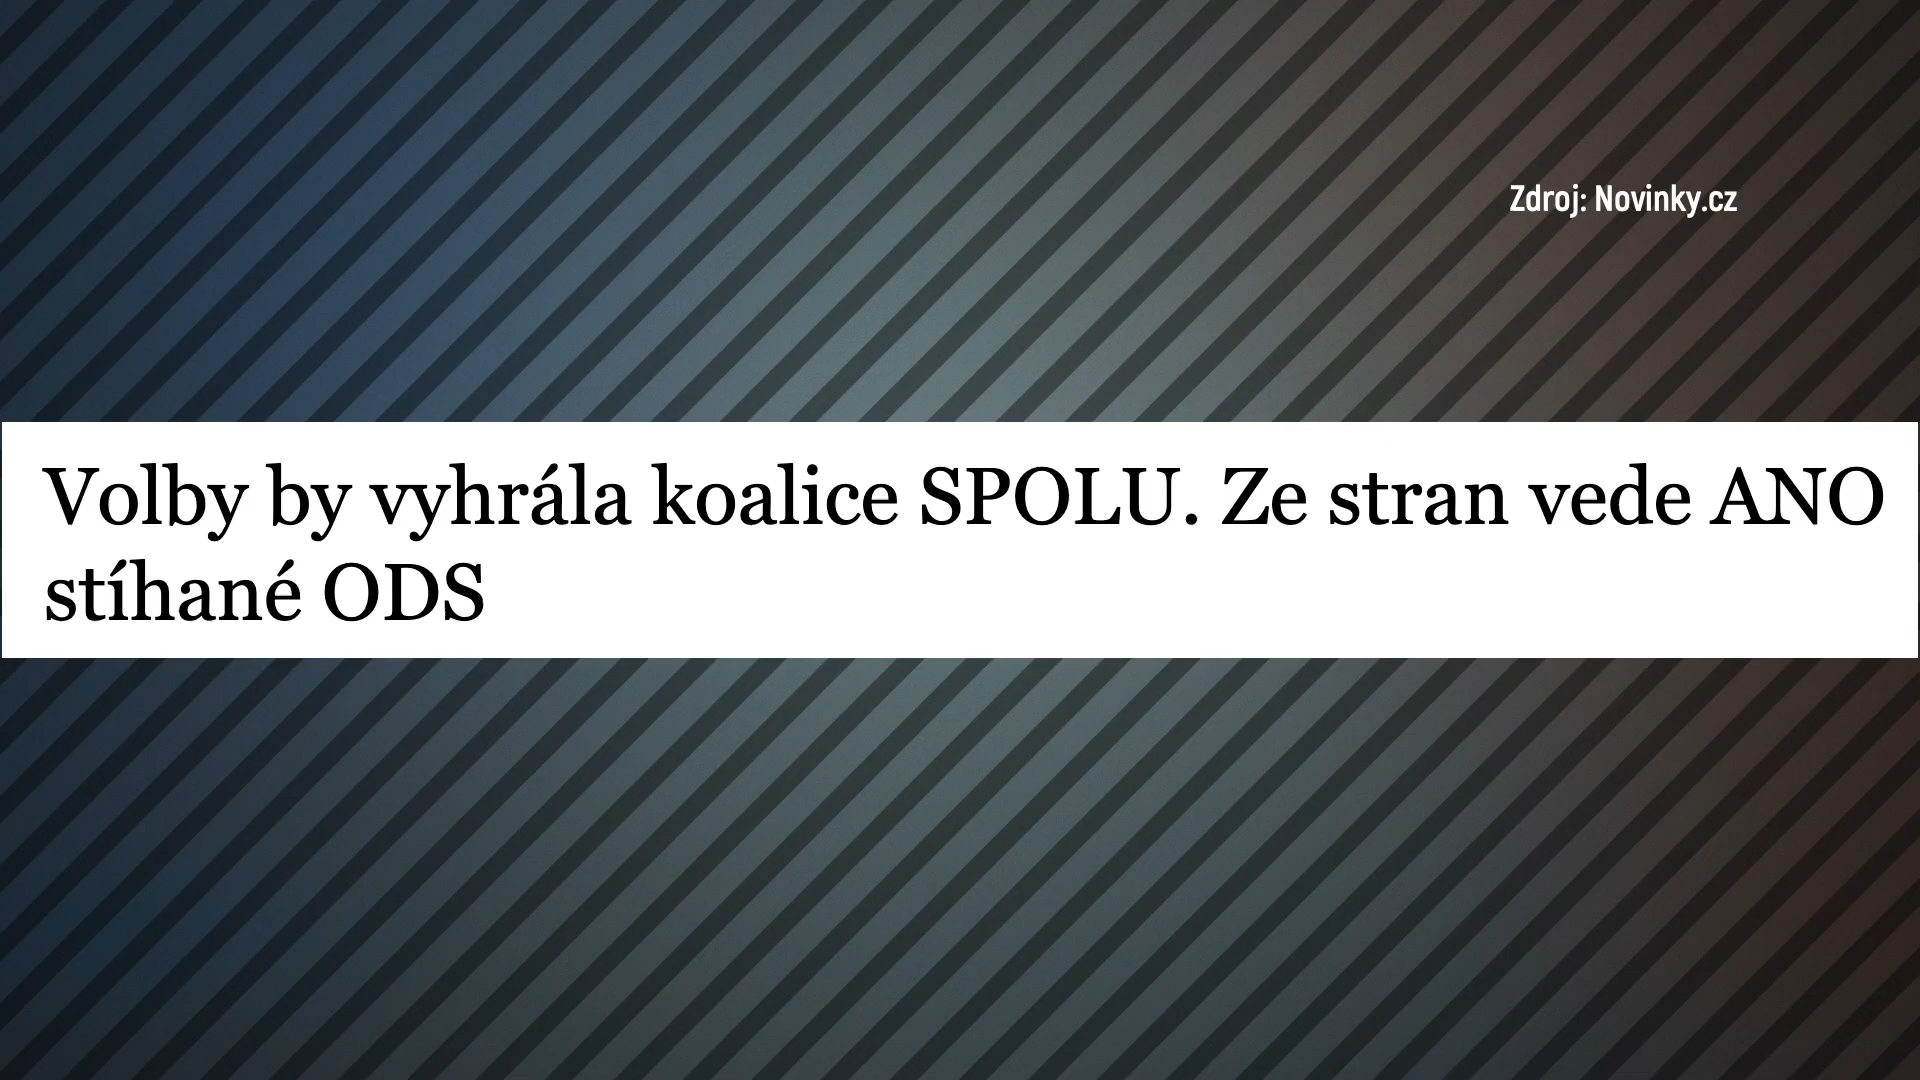 Zdroj: Novinky.cz
Volby by vyhrála koalice SPOLU. Ze stran vede ANO
stíhané ODS